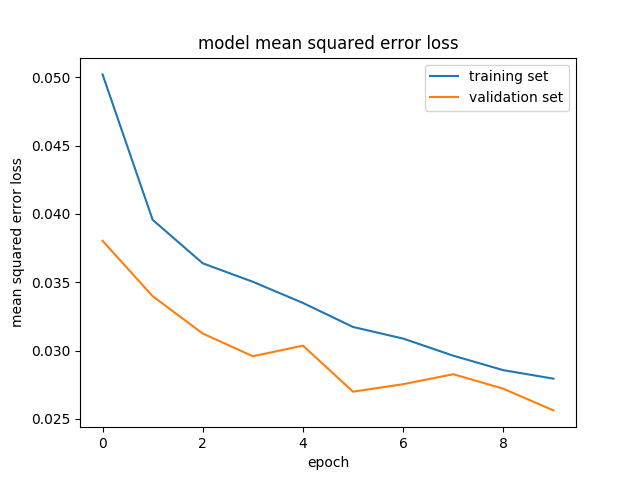 model mean squared error loss
training set
validation set
0.050
0.045
0.040
0.035
0.030
0.025
mean squared error loss
0 2 4 6 8
epoch